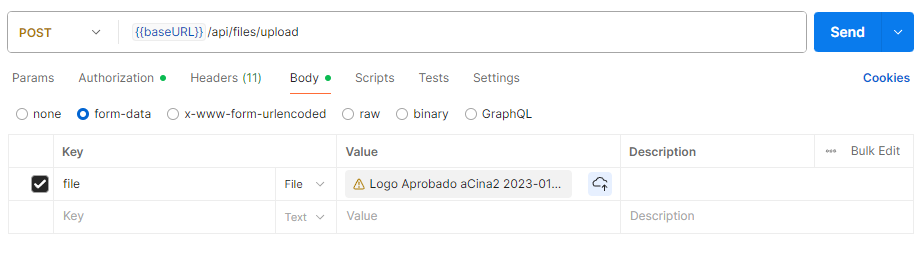 POST {{baseURL}} /api/files/upload Send
Params Authorization Headers (11) Body Scripts Tests Settings Cookies
none form-data x-www-form-urlencoded raw binary GraphQL
Key Value Description Bulk Edit
file File Logo Aprobado aCina2 2023-01...
Key Text Value Description